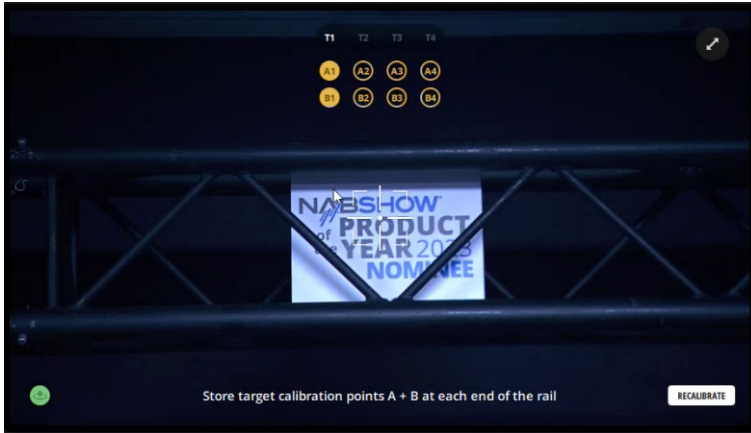 T1 T2 T3 T4
A1 A2 A3 A4
B1 B2 B3 B4
NABSHOW
of PRODUCT
the YEAR 2023
NOMINEE
Store target calibration points A + B at each end of the rail
RECALIBRATE